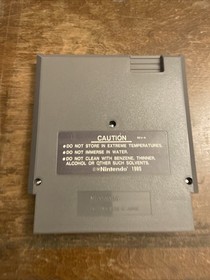 CAUTION
●DO NOT STORE IN EXTREME TEMPERATURES.
●DO NOT IMMERSE IN WATER.
●DO NOT CLEAN WITH BENZENE, THINNER,
ALCOHOL OR OTHER SUCH SOLVENTS.
©Nintendo 1985